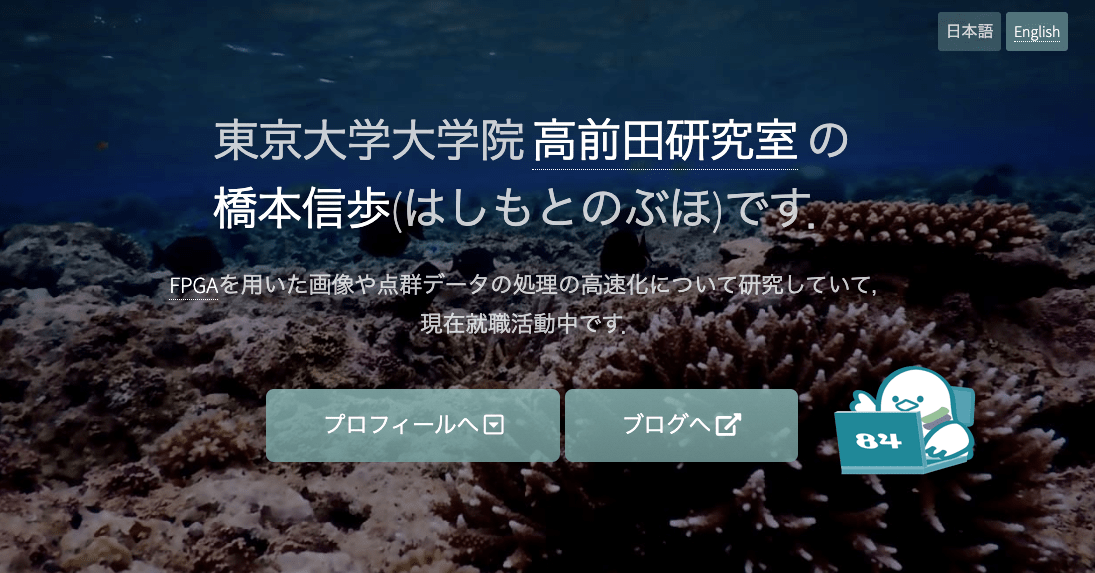 日本語 English
東京大学大学院 高前田研究室 の
橋本信歩(はしもとのぶほ)です.
FPGAを用いた画像や点群データの処理の高速化について研究していて,
現在就職活動中です.
プロフィールへ ブログへ
84